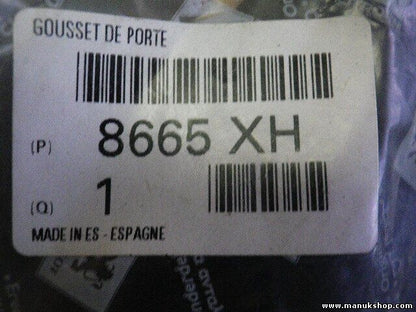 GOUSSET DE PORTE
(P) 8665 XH
(Q) 1
MADE IN ES - ESPAGNE
www.manukshop.com